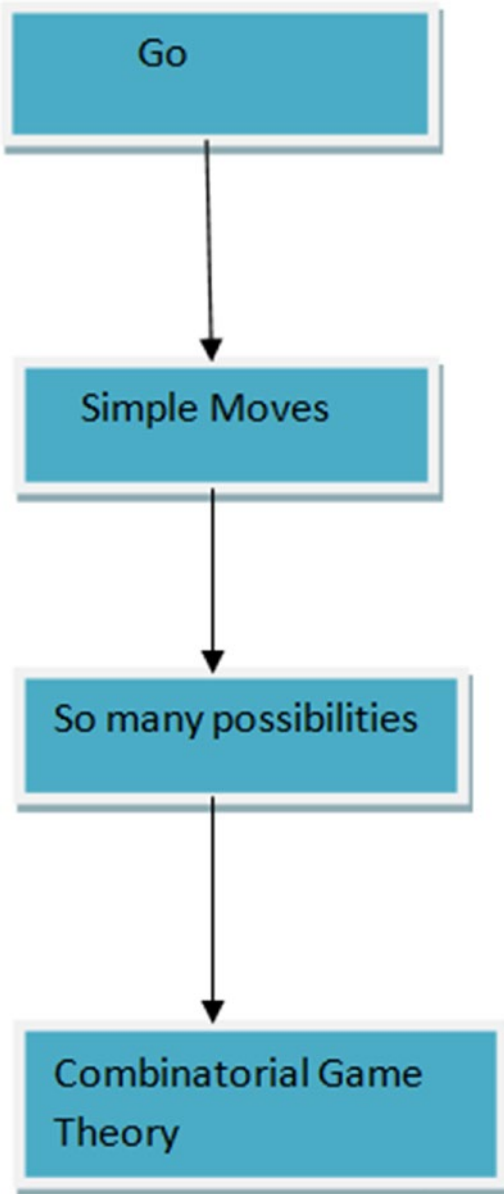 Go
Simple Moves
So many possibilities
Combinatorial Game
Theory